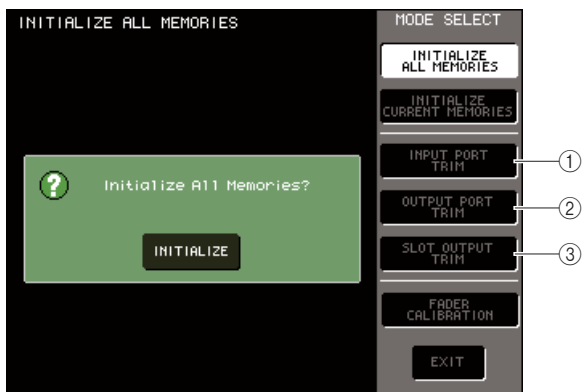 INITIALIZE ALL MEMORIES
MODE SELECT
INITIALIZE
ALL MEMORIES
INITIALIZE
CURRENT MEMORIES
INPUT PORT
TRIM
①
OUTPUT PORT
TRIM
②
SLOT OUTPUT
TRIM
③
? Initialize All Memories?
INITIALIZE
FADER
CALIBRATION
EXIT